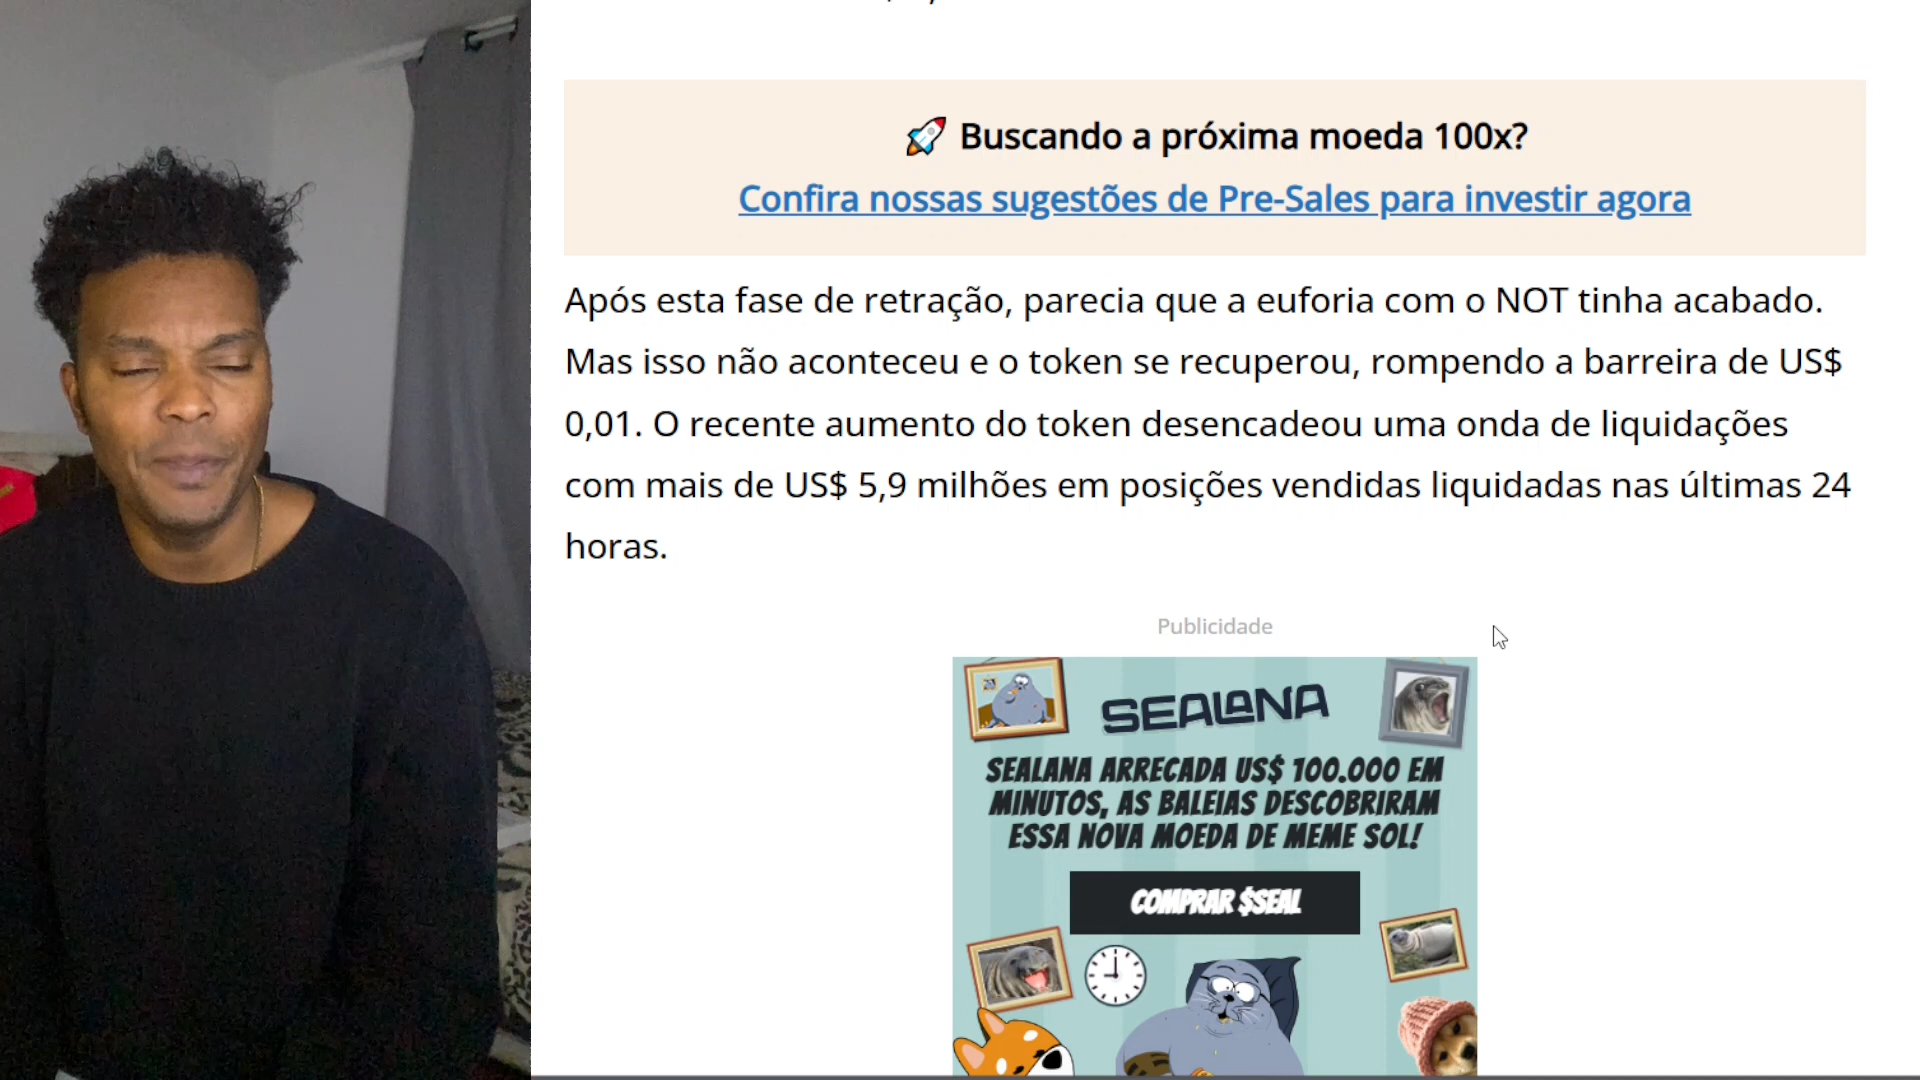 🚀 Buscando a próxima moeda 100x?
Confira nossas sugestões de Pre-Sales para investir agora
Após esta fase de retração, parecia que a euforia com o NOT tinha acabado.
Mas isso não aconteceu e o token se recuperou, rompendo a barreira de US$
0,01. O recente aumento do token desencadeou uma onda de liquidações
com mais de US$ 5,9 milhões em posições vendidas liquidadas nas últimas 24
horas.
Publicidade
SEALANA
SEALANA ARRECADA US$ 100.000 EM
MINUTOS, AS BALEIAS DESCOBRIRAM
ESSA NOVA MOEDA DE MEME SOL!
COMPRAR $SEAL